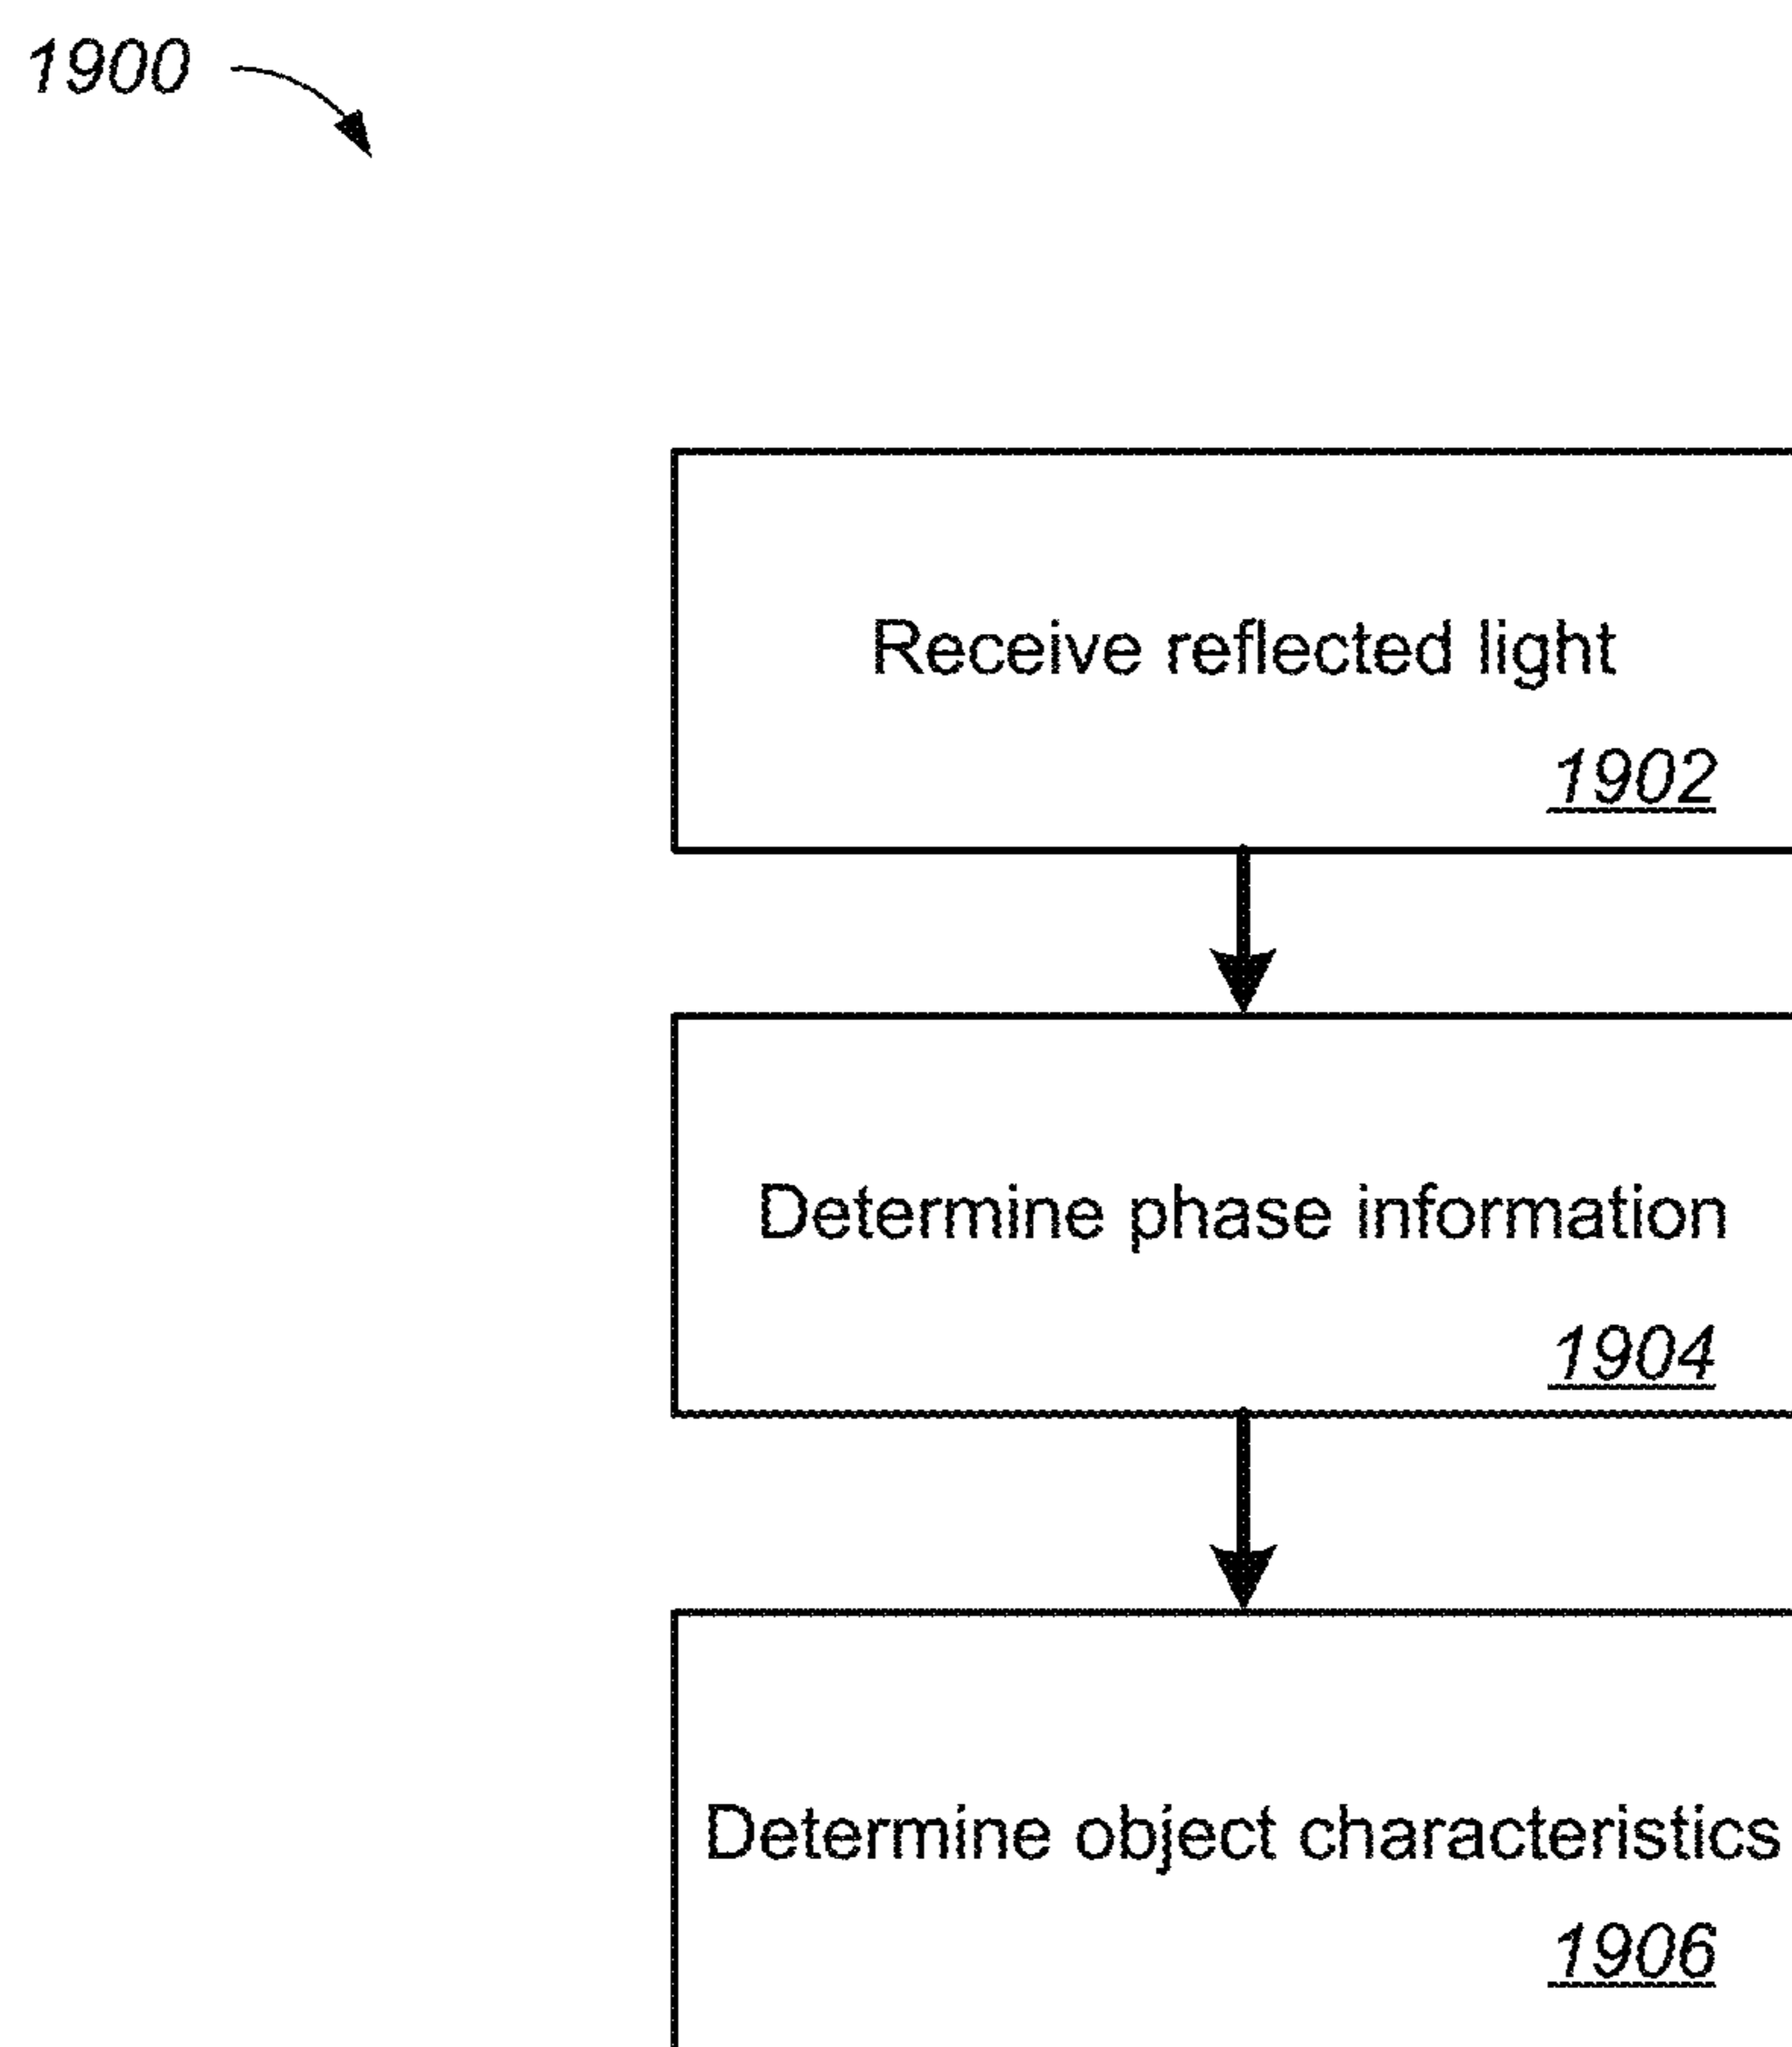 1900
Receive reflected light
1902
Determine phase information
1904
Determine object characteristics
1906